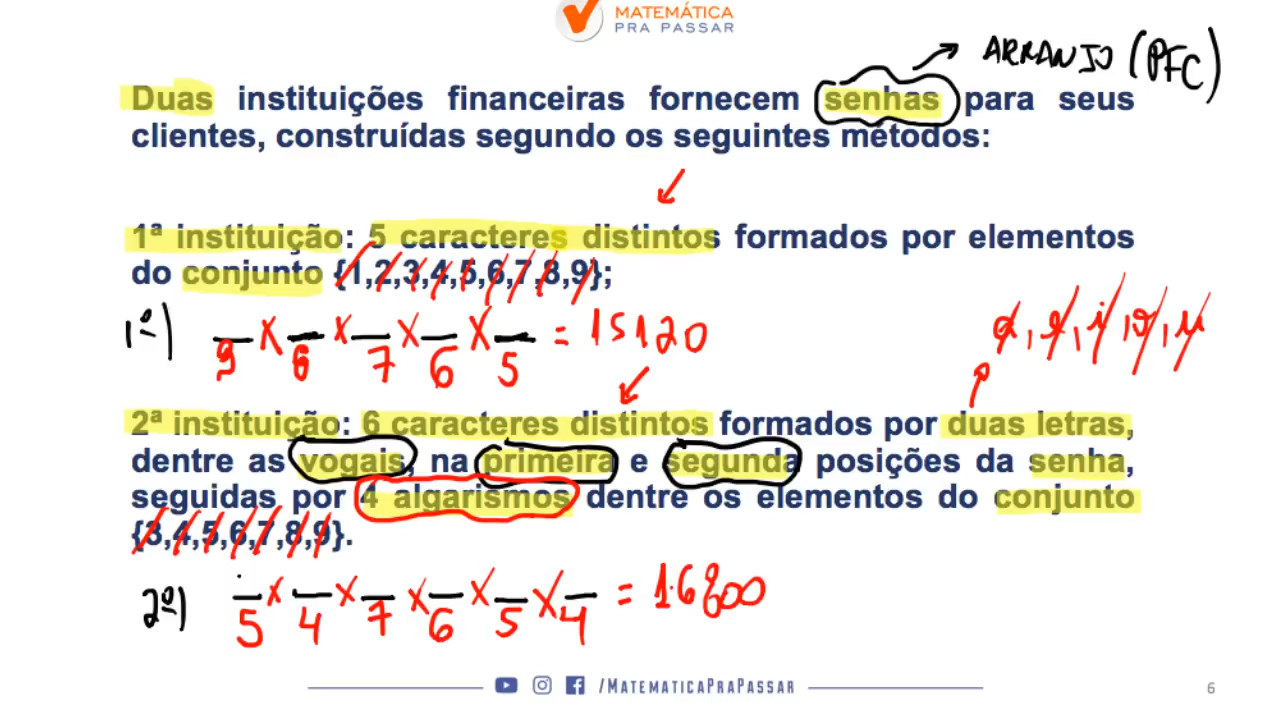 MATEMÁTICA
PRA PASSAR
ARRANJO (PFC)
Duas instituições financeiras fornecem senhas para seus
clientes, construídas segundo os seguintes métodos:
1ª instituição: 5 caracteres distintos formados por elementos
do conjunto {1,2,3,4,5,6,7,8,9};
1º) 9 × 8 × 7 × 6 × 5 = 15120
a, e, i, o, u
2ª instituição: 6 caracteres distintos formados por duas letras,
dentre as vogais, na primeira e segunda posições da senha,
seguidas por 4 algarismos dentre os elementos do conjunto
{3,4,5,6,7,8,9}.
2º) 5 × 4 × 7 × 6 × 5 × 4 = 16800
/MATEMATICAPRAPASSAR
6